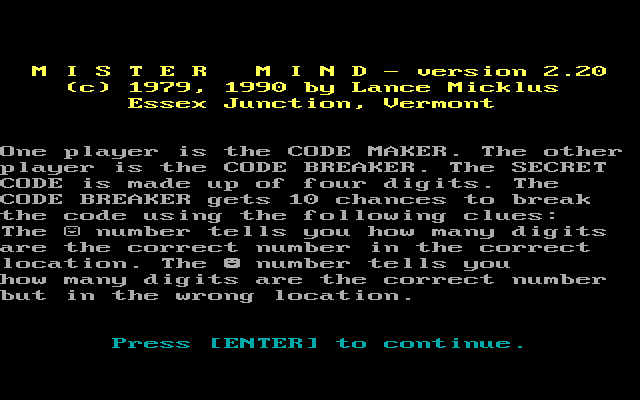 M I S T E R   M I N D - version 2.20
(c) 1979, 1990 by Lance Micklus
Essex Junction, Vermont
One player is the CODE MAKER. The other
player is the CODE BREAKER. The SECRET
CODE is made up of four digits. The
CODE BREAKER gets 10 chances to break
the code using the following clues:
The ☺ number tells you how many digits
are the correct number in the correct
location. The ☻ number tells you
how many digits are the correct number
but in the wrong location.
Press [ENTER] to continue.